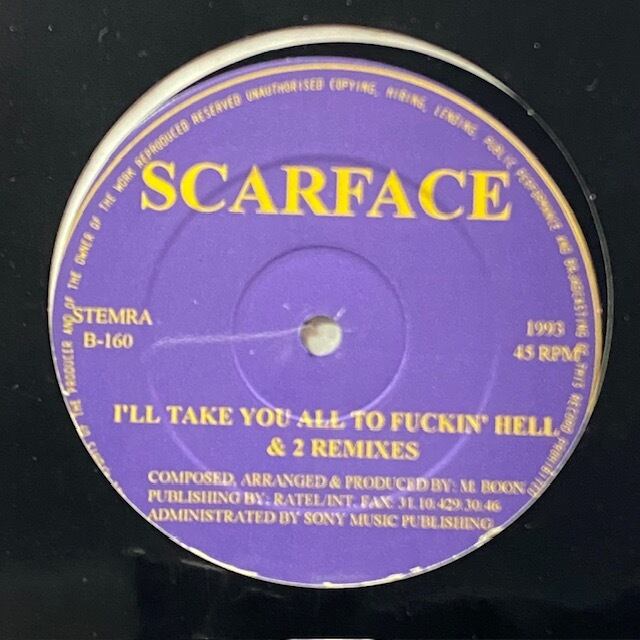 OF THE PRODUCER AND OF THE OWNER OF THE WORK REPRODUCED RESERVED UNAUTHORISED COPYING, HIRING, LENDING, PUBLIC PERFORMANCE AND BROADCASTING OF THIS RECORD PROHIBITED
SCARFACE
STEMRA
B-160
1993
45 RPM
I'LL TAKE YOU ALL TO FUCKIN' HELL
& 2 REMIXES
COMPOSED, ARRANGED & PRODUCED BY: M. BOON
PUBLISHING BY: RATEL/INT. FAX: 31.10.429.30.46
ADMINISTRATED BY SONY MUSIC PUBLISHING